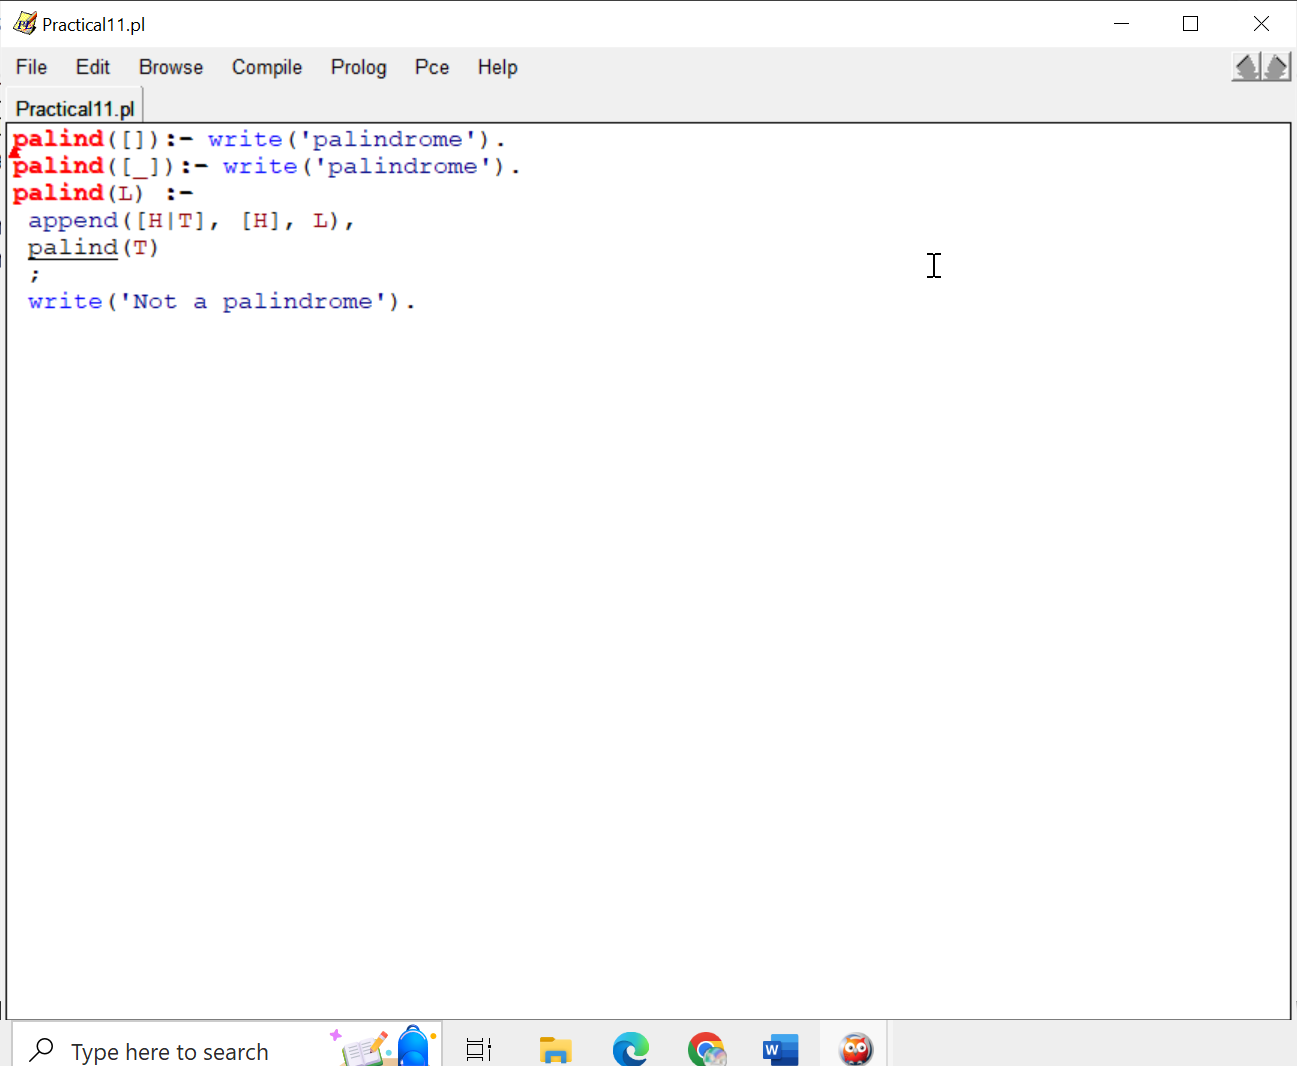 Practical11.pl
File Edit Browse Compile Prolog Pce Help
Practical11.pl
palind([]):- write('palindrome').
palind([_]):- write('palindrome').
palind(L) :-
append([H|T], [H], L),
palind(T)
;
write('Not a palindrome').
Type here to search